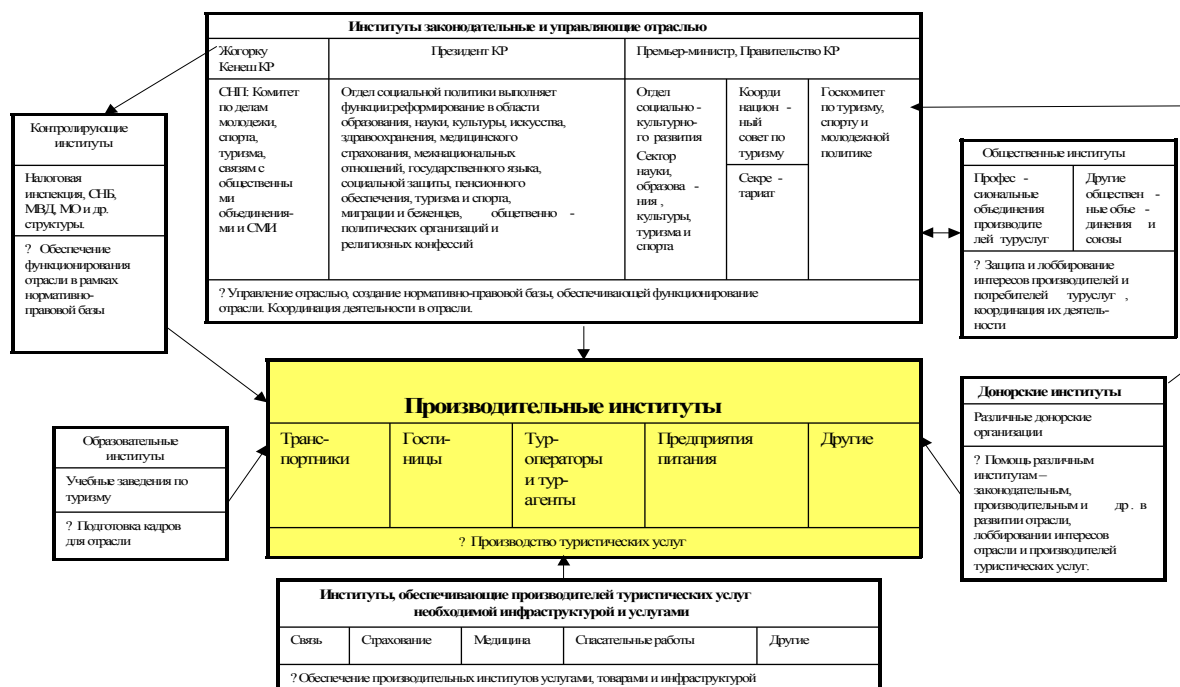 Институты законодательные и управляющие отраслью
Жогорку
Кенеш КР
Президент КР
Премьер-министр, Правительство КР
СНП: Комитет
по делам
молодежи,
спорта,
туризма,
связям с
общественны
ми
объединения-
ми и СМИ
Отдел социальной политики выполняет
функции:реформирование в области
образования, науки, культуры, искусства,
здравоохранения, медицинского
страхования, межнациональных
отношений, государственного языка,
социальной защиты, пенсионного
обеспечения, туризма и спорта,
миграции и беженцев, общественно -
политических организаций и
религиозных конфессий
Отдел
социально -
культурно-
го развития
Сектор
науки,
образова -
ния ,
культуры,
туризма и
спорта
Коорди
национ -
ный
совет по
туризму
Секре -
тариат
Госкомитет
по туризму,
спорту и
молодежной
политике
? Управление отраслью, создание нормативно-правовой базы, обеспечивающей функционирование
отрасли. Координация деятельности в отрасли.
Контролирующие
институты
Налоговая
инспекция, СНБ,
МВД, МО и др.
структуры.
? Обеспечение
функционирования
отрасли в рамках
нормативно-
правовой базы
Общественные институты
Профес -
сиональные
объединения
производите
лей туруслуг
Другие
обществен -
ные объе -
динения и
союзы
? Защита и лоббирование
интересов производителей и
потребителей туруслуг ,
координация их деятель-
ности
Производительные институты
Транс-
портники
Гости-
ницы
Тур-
операторы
и тур-
агенты
Предприятия
питания
Другие
? Производство туристических услуг
Образовательные
институты
Учебные заведения по
туризму
? Подготовка кадров
для отрасли
Донорские институты
Различные донорские
организации
? Помощь различным
институтам –
законодательным,
производительным и др . в
развитии отрасли,
лоббировании интересов
отрасли и производителей
туристических услуг.
Институты, обеспечивающие производителей туристических услуг
необходимой инфраструктурой и услугами
Связь
Страхование
Медицина
Спасательные работы
Другие
? Обеспечение производительных институтов услугами, товарами и инфраструктурой